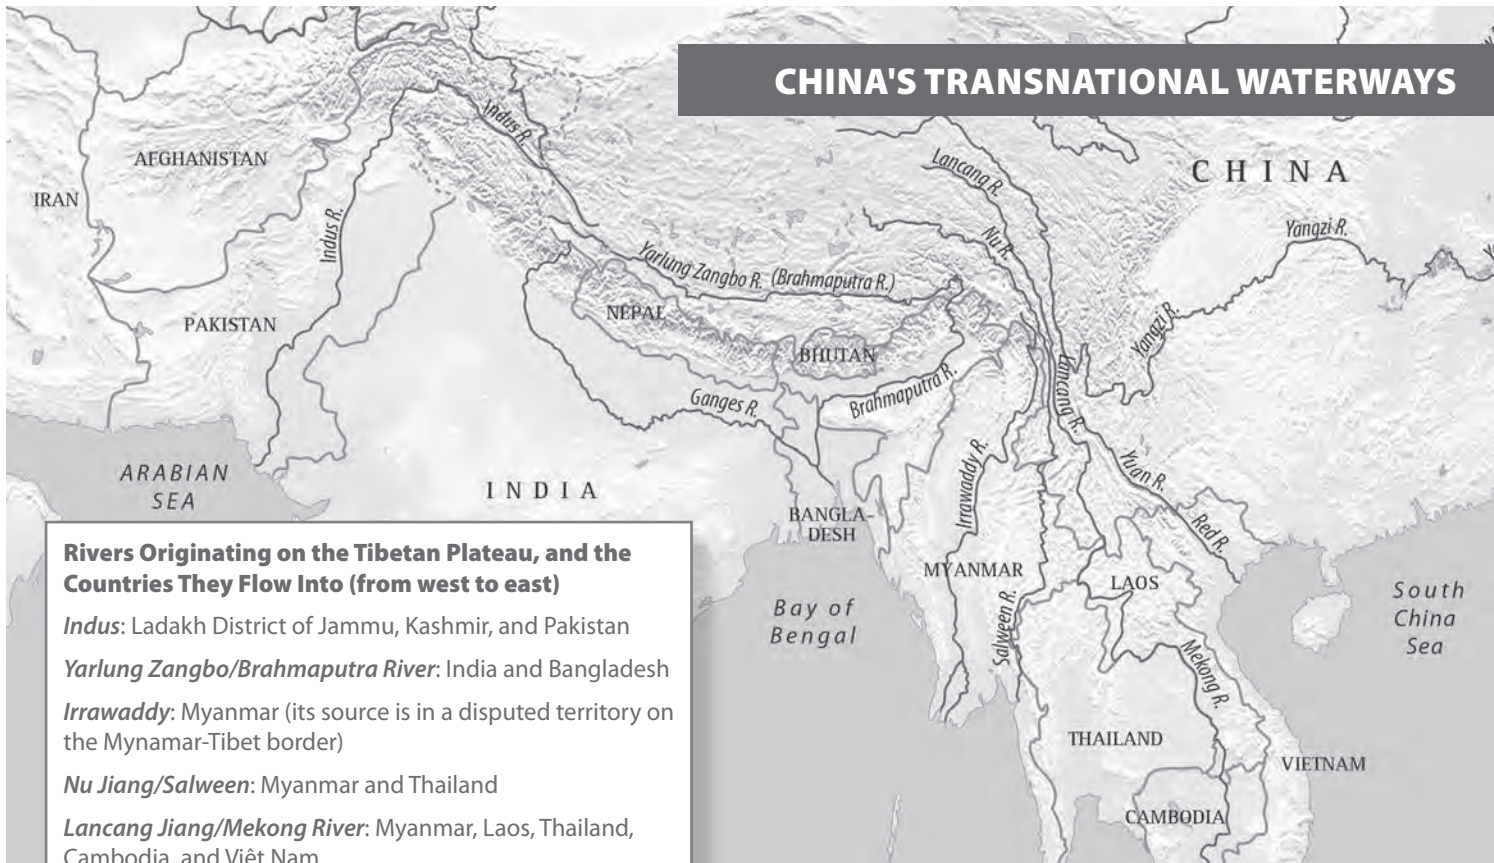 CHINA'S TRANSNATIONAL WATERWAYS
Indus R.
AFGHANISTAN
IRAN
Lancang R.
CHINA
Indus R.
Nu R.
Yangzi R.
Yarlung Zangbo R. (Brahmaputra R.)
NEPAL
PAKISTAN
Yangzi R.
BHUTAN
Lancang R.
Ganges R.
Brahmaputra R.
ARABIAN
SEA
INDIA
Irrawaddy R.
Yuan R.
BANGLA-
DESH
Red R.
MYANMAR
LAOS
Bay of
Bengal
Salween R.
South
China
Sea
Mekong R.
THAILAND
VIETNAM
CAMBODIA
Rivers Originating on the Tibetan Plateau, and the
Countries They Flow Into (from west to east)
Indus: Ladakh District of Jammu, Kashmir, and Pakistan
Yarlung Zangbo/Brahmaputra River: India and Bangladesh
Irrawaddy: Myanmar (its source is in a disputed territory on
the Mynamar-Tibet border)
Nu Jiang/Salween: Myanmar and Thailand
Lancang Jiang/Mekong River: Myanmar, Laos, Thailand,
Cambodia, and Viêt Nam